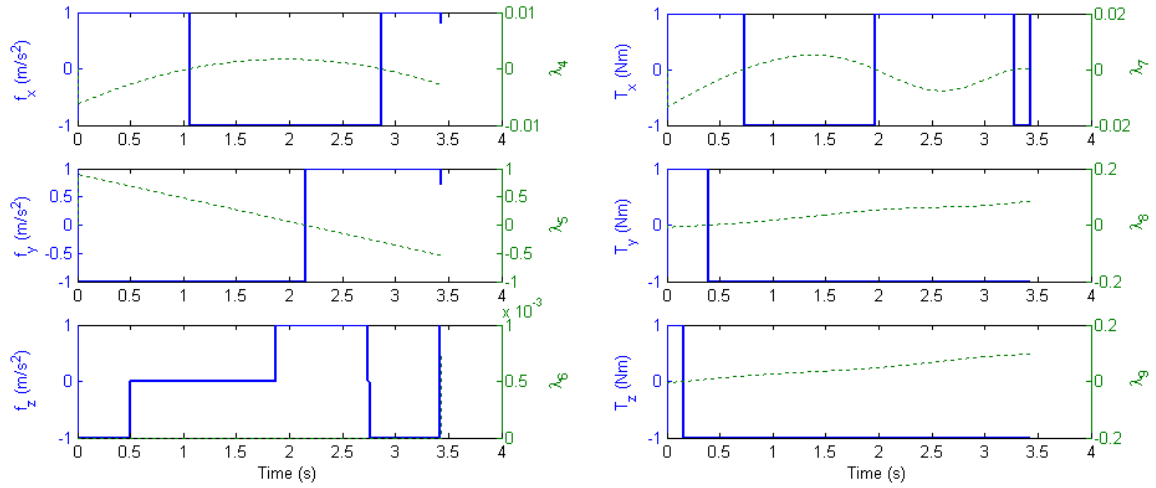 1 0.01
f_x (m/s²) 0 0 λ_4
-1 -0.01
0 0.5 1 1.5 2 2.5 3 3.5 4
1 0.02
T_x (Nm) 0 0 λ_7
-1 -0.02
0 0.5 1 1.5 2 2.5 3 3.5 4
1 1
0.5 0.5
f_y (m/s²) 0 0 λ_5
-0.5 -0.5
-1 -1
0 0.5 1 1.5 2 2.5 3 3.5 4
1 0.2
T_y (Nm) 0 0 λ_8
-1 -0.2
0 0.5 1 1.5 2 2.5 3 3.5 4
x 10⁻³
1 1
f_z (m/s²) 0 0.5 λ_6
-1 0
0 0.5 1 1.5 2 2.5 3 3.5 4
Time (s)
1 0.2
T_z (Nm) 0 0 λ_9
-1 -0.2
0 0.5 1 1.5 2 2.5 3 3.5 4
Time (s)